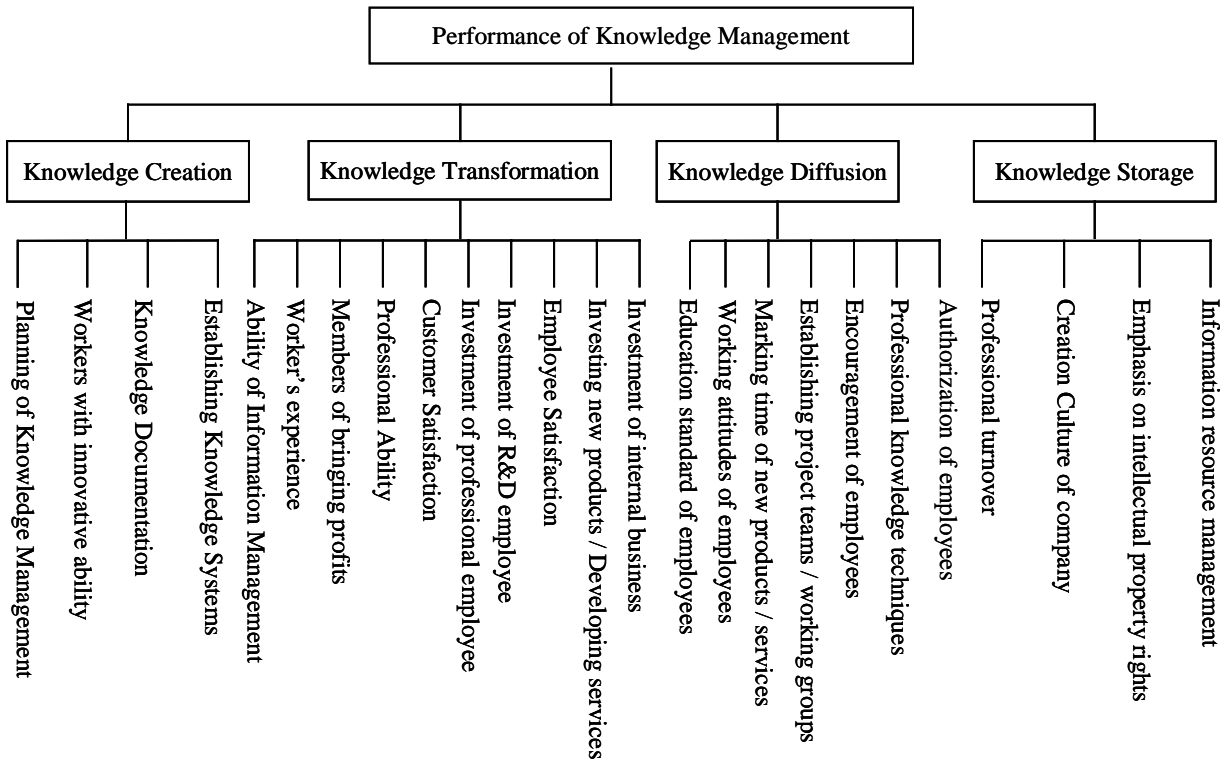 Performance of Knowledge Management
Knowledge Creation
Knowledge Transformation
Knowledge Diffusion
Knowledge Storage
Planning of Knowledge Management
Workers with innovative ability
Knowledge Documentation
Establishing Knowledge Systems
Ability of Information Management
Worker's experience
Members of bringing profits
Professional Ability
Customer Satisfaction
Investment of professional employee
Investment of R&D employee
Employee Satisfaction
Investing new products / Developing services
Investment of internal business
Education standard of employees
Working attitudes of employees
Marking time of new products / services
Establishing project teams / working groups
Encouragement of employees
Professional knowledge techniques
Authorization of employees
Professional turnover
Creation Culture of company
Emphasis on intellectual property rights
Information resource management